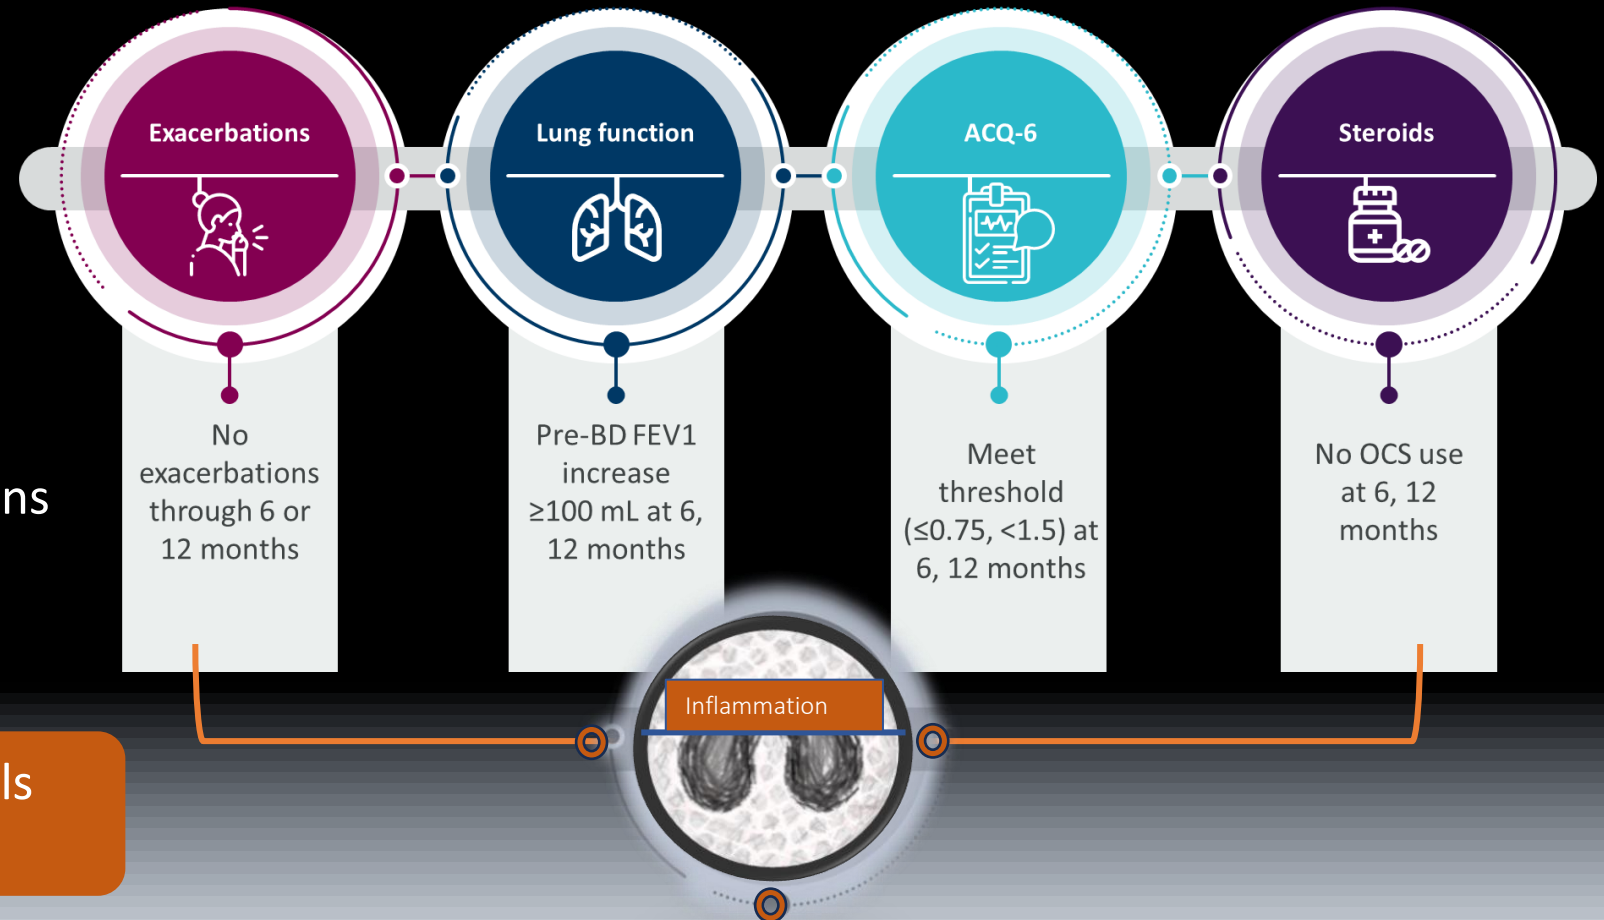 Exacerbations
Lung function
ACQ-6
Steroids
No
exacerbations
through 6 or
12 months
Pre-BD FEV1
increase
≥100 mL at 6,
12 months
Meet
threshold
(≤0.75, <1.5) at
6, 12 months
No OCS use
at 6, 12
months
ns
Inflammation
ls